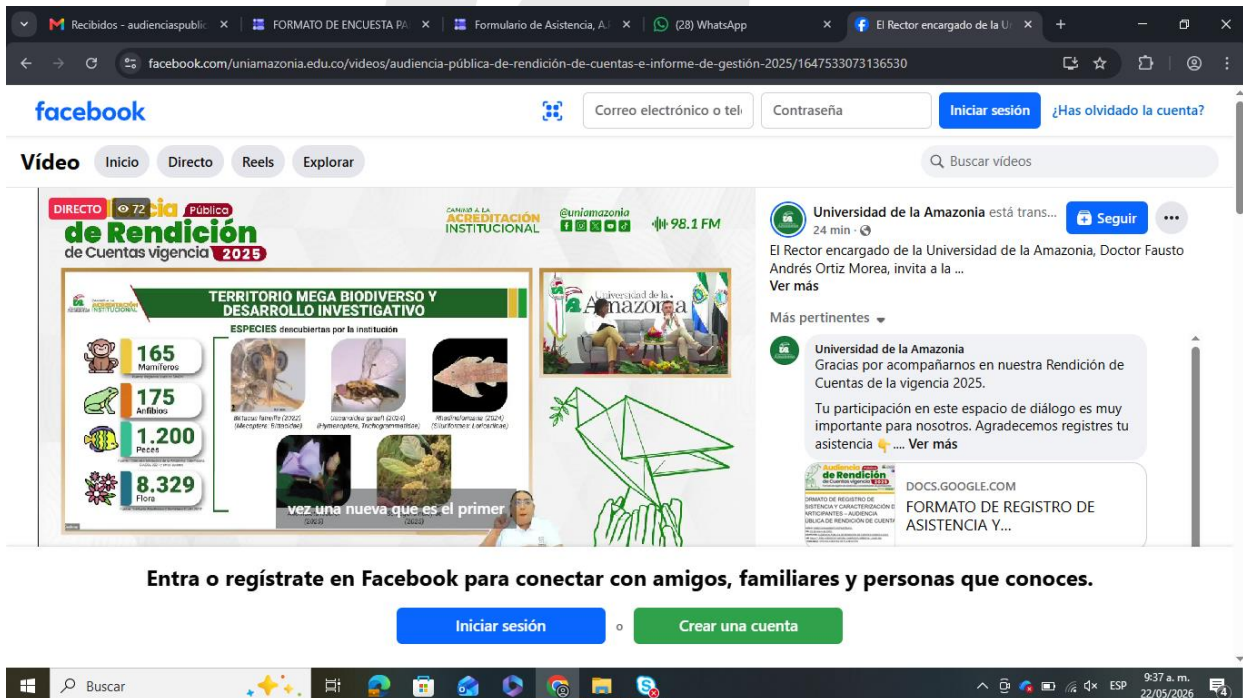 Recibidos - audienciaspublic
FORMATO DE ENCUESTA PA
Formulario de Asistencia, A.
(28) WhatsApp
El Rector encargado de la U
facebook.com/uniamazonia.edu.co/videos/audiencia-pública-de-rendición-de-cuentas-e-informe-de-gestión-2025/1647533073136530
facebook
Correo electrónico o tel
Contraseña
Iniciar sesión
¿Has olvidado la cuenta?
Vídeo
Inicio
Directo
Reels
Explorar
Buscar vídeos
DIRECTO
72
Pública
de Rendición
de Cuentas vigencia 2025
CAMINO A LA
ACREDITACIÓN
INSTITUCIONAL
@uniamazonia
98.1 FM
TERRITORIO MEGA BIODIVERSO Y
DESARROLLO INVESTIGATIVO
ESPECIES descubiertas por la institución
165
Mamíferos
175
Anfibios
1.200
Peces
8.329
Flora
(2025)
vez una nueva que es el primer
Universidad de la
Amazonia
Universidad de la Amazonia está trans...
24 min
Seguir
El Rector encargado de la Universidad de la Amazonia, Doctor Fausto
Andrés Ortiz Morea, invita a la ...
Ver más
Más pertinentes
Universidad de la Amazonia
Gracias por acompañarnos en nuestra Rendición de
Cuentas de la vigencia 2025.
Tu participación en este espacio de diálogo es muy
importante para nosotros. Agradecemos registres tu
asistencia 👇 .... Ver más
DOCS.GOOGLE.COM
FORMATO DE REGISTRO DE
ASISTENCIA Y...
Entra o regístrate en Facebook para conectar con amigos, familiares y personas que conoces.
Iniciar sesión
o
Crear una cuenta
Buscar
ESP
9:37 a. m.
22/05/2026
4